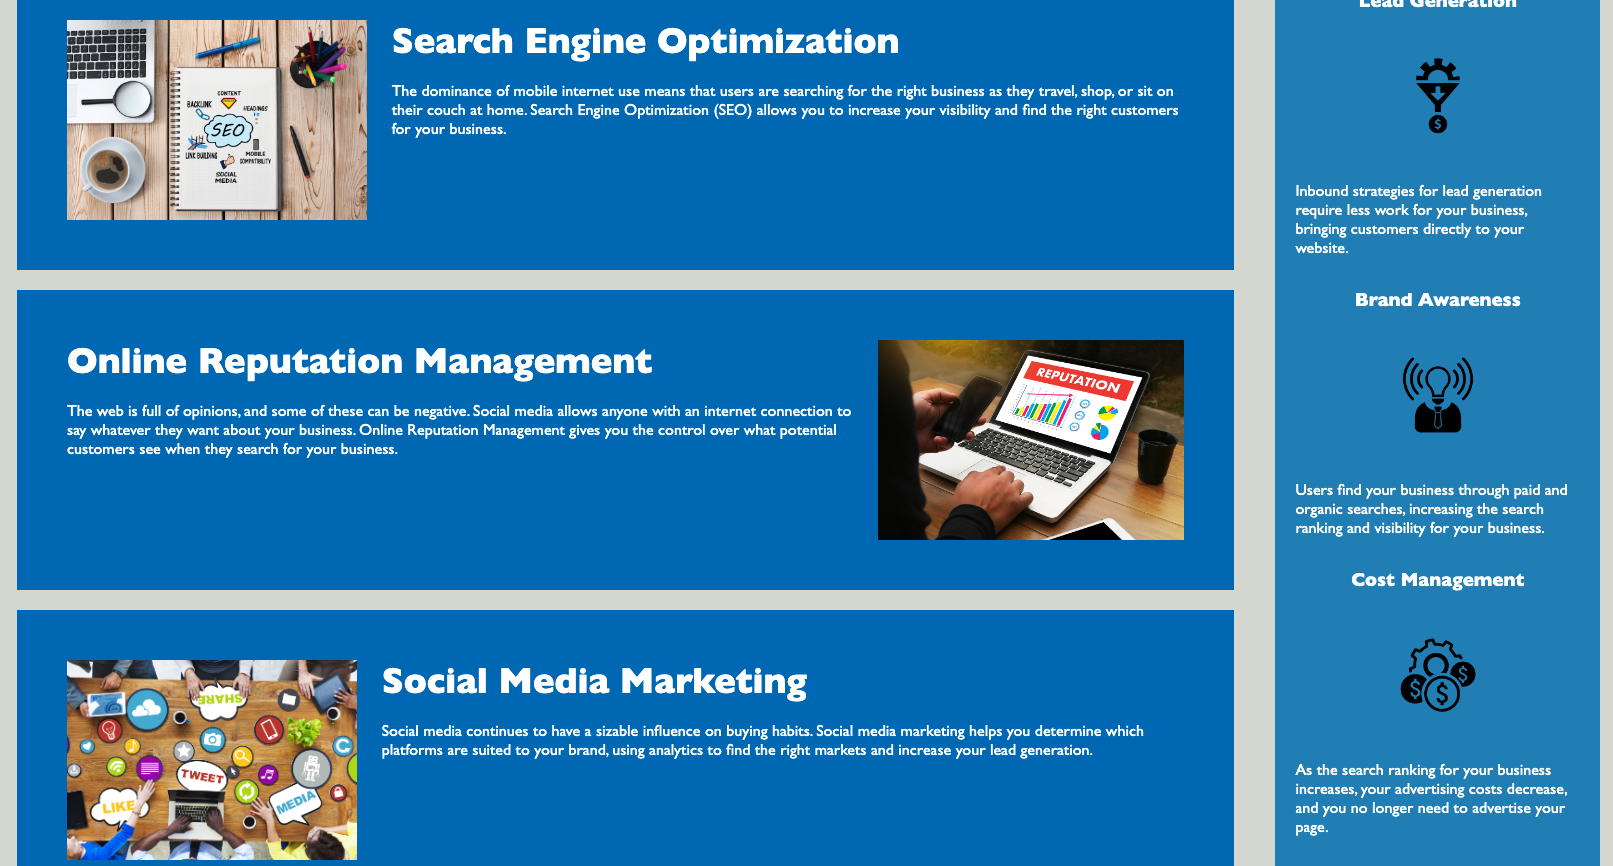 Search Engine Optimization
The dominance of mobile internet use means that users are searching for the right business as they travel, shop, or sit on
their couch at home. Search Engine Optimization (SEO) allows you to increase your visibility and find the right customers
for your business.
CONTENT
BACKLINK
HEADINGS
SEO
LINK BUILDING
MOBILE
COMPATIBILITY
SOCIAL
MEDIA
Online Reputation Management
The web is full of opinions, and some of these can be negative. Social media allows anyone with an internet connection to
say whatever they want about your business. Online Reputation Management gives you the control over what potential
customers see when they search for your business.
REPUTATION
Social Media Marketing
Social media continues to have a sizable influence on buying habits. Social media marketing helps you determine which
platforms are suited to your brand, using analytics to find the right markets and increase your lead generation.
SHARE
TWEET
LIKE
MEDIA
Lead Generation
Inbound strategies for lead generation
require less work for your business,
bringing customers directly to your
website.
Brand Awareness
Users find your business through paid and
organic searches, increasing the search
ranking and visibility for your business.
Cost Management
$
$
$
As the search ranking for your business
increases, your advertising costs decrease,
and you no longer need to advertise your
page.